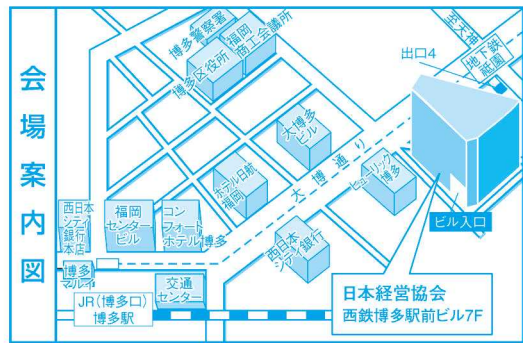 会場案内図
博多警察署
福岡
商工会議所
博多区役所
至天神
地下鉄
祇園
出口4
大博多
ビル
大博通り
ホテル日航
福岡
ヒューリック
博多
西日本
シティ
銀行
本店
福岡
センター
ビル
コン
フォート
ホテル博多
西日本
シティ銀行
ビル入口
博多
マルイ
交通
センター
JR(博多口)
博多駅
日本経営協会
西鉄博多駅前ビル7F